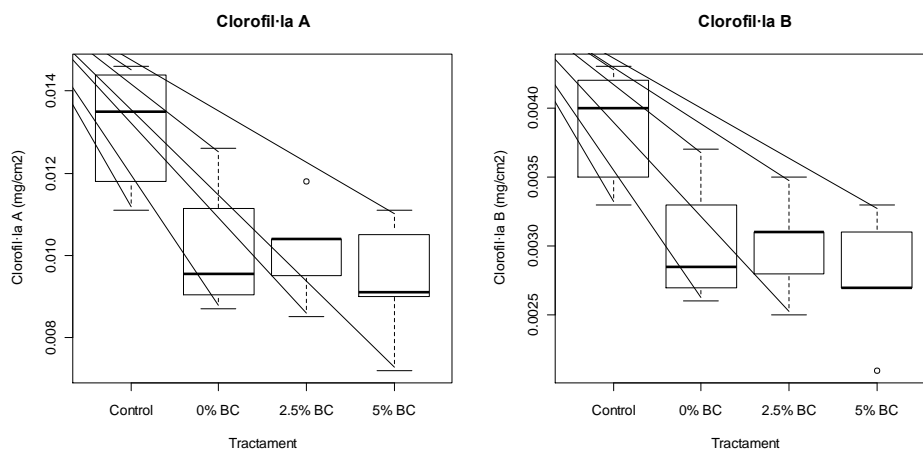 Clorofil·la A
Clorofil·la A (mg/cm2)
0.014
0.012
0.010
0.008
Control
0% BC
2.5% BC
5% BC
Tractament
Clorofil·la B
Clorofil·la B (mg/cm2)
0.0040
0.0035
0.0030
0.0025
Control
0% BC
2.5% BC
5% BC
Tractament